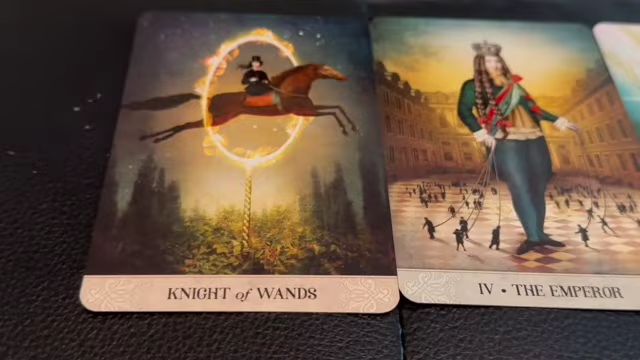 KNIGHT of WANDS
IV • THE EMPEROR